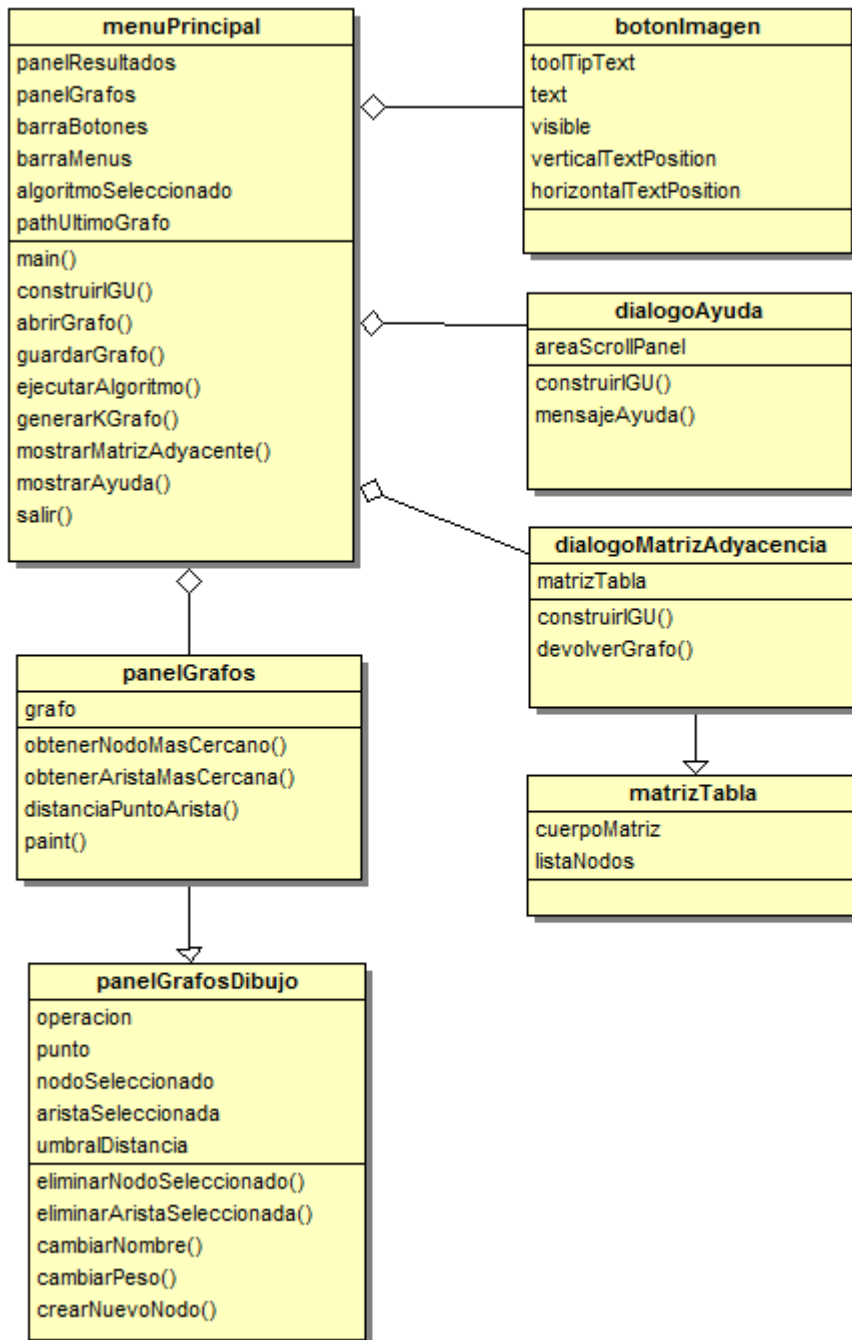 menuPrincipal
panelResultados
panelGrafos
barraBotones
barraMenus
algoritmoSeleccionado
pathUltimoGrafo
main()
construirIGU()
abrirGrafo()
guardarGrafo()
ejecutarAlgoritmo()
generarKGrafo()
mostrarMatrizAdyacente()
mostrarAyuda()
salir()
botonImagen
toolTipText
text
visible
verticalTextPosition
horizontalTextPosition
dialogoAyuda
areaScrollPanel
construirIGU()
mensajeAyuda()
dialogoMatrizAdyacencia
matrizTabla
construirIGU()
devolverGrafo()
panelGrafos
grafo
obtenerNodoMasCercano()
obtenerAristaMasCercana()
distanciaPuntoArista()
paint()
matrizTabla
cuerpoMatriz
listaNodos
panelGrafosDibujo
operacion
punto
nodoSeleccionado
aristaSeleccionada
umbralDistancia
eliminarNodoSeleccionado()
eliminarAristaSeleccionada()
cambiarNombre()
cambiarPeso()
crearNuevoNodo()